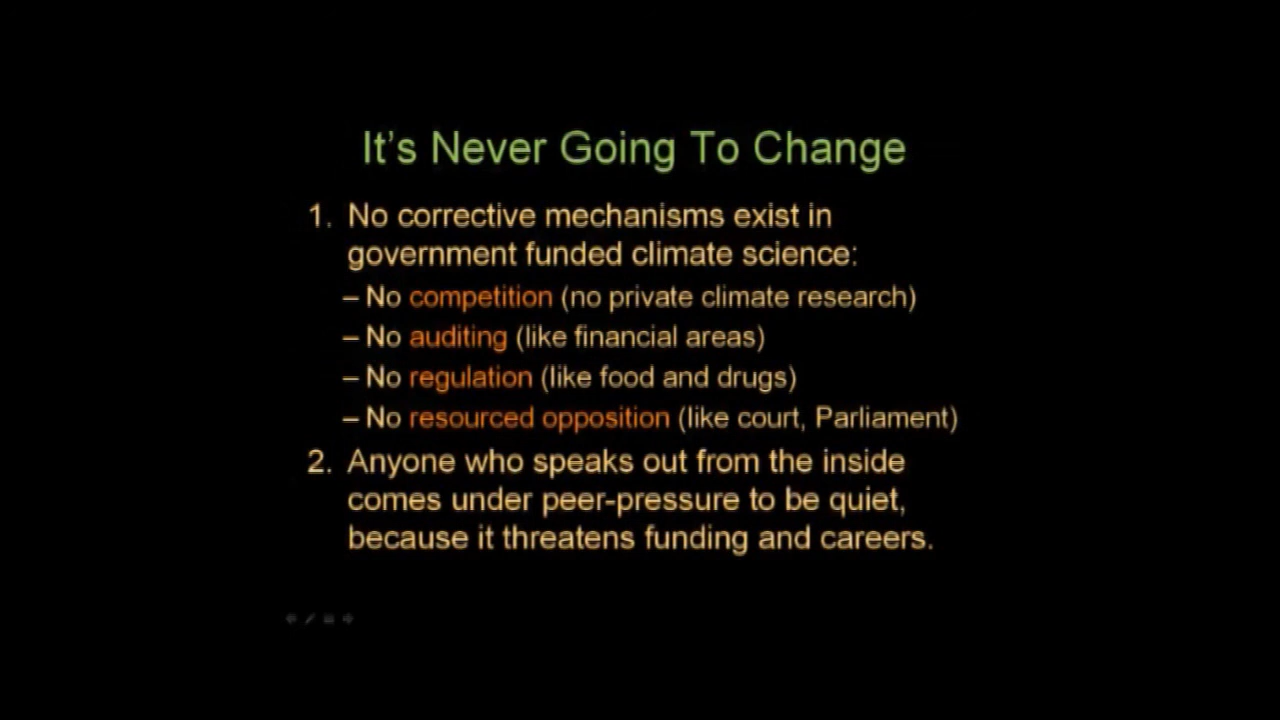 It's Never Going To Change
1. No corrective mechanisms exist in
government funded climate science:
– No competition (no private climate research)
– No auditing (like financial areas)
– No regulation (like food and drugs)
– No resourced opposition (like court, Parliament)
2. Anyone who speaks out from the inside
comes under peer-pressure to be quiet,
because it threatens funding and careers.